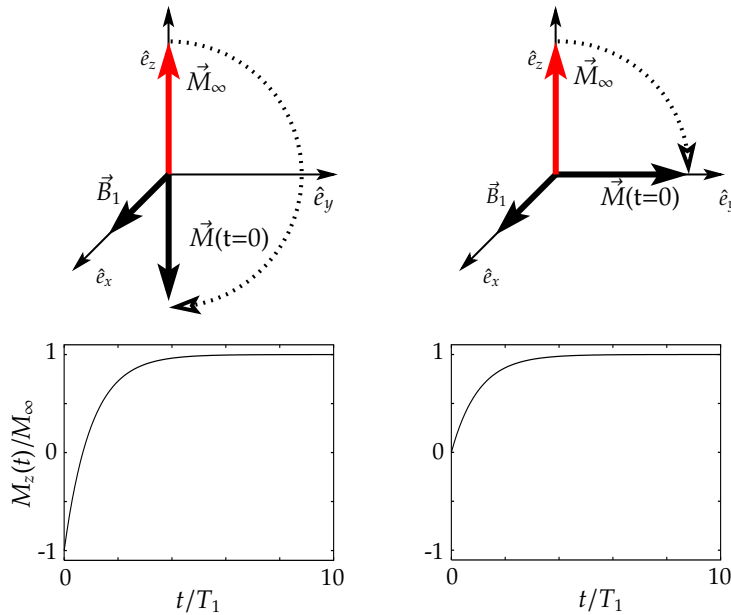 ê_z
M⃗_∞
B⃗_1
ê_y
M⃗(t=0)
ê_x
ê_z
M⃗_∞
B⃗_1
M⃗(t=0)
ê_y
ê_x
M_z(t)/M_∞
1
0
-1
0
10
t/T_1
1
0
-1
0
10
t/T_1